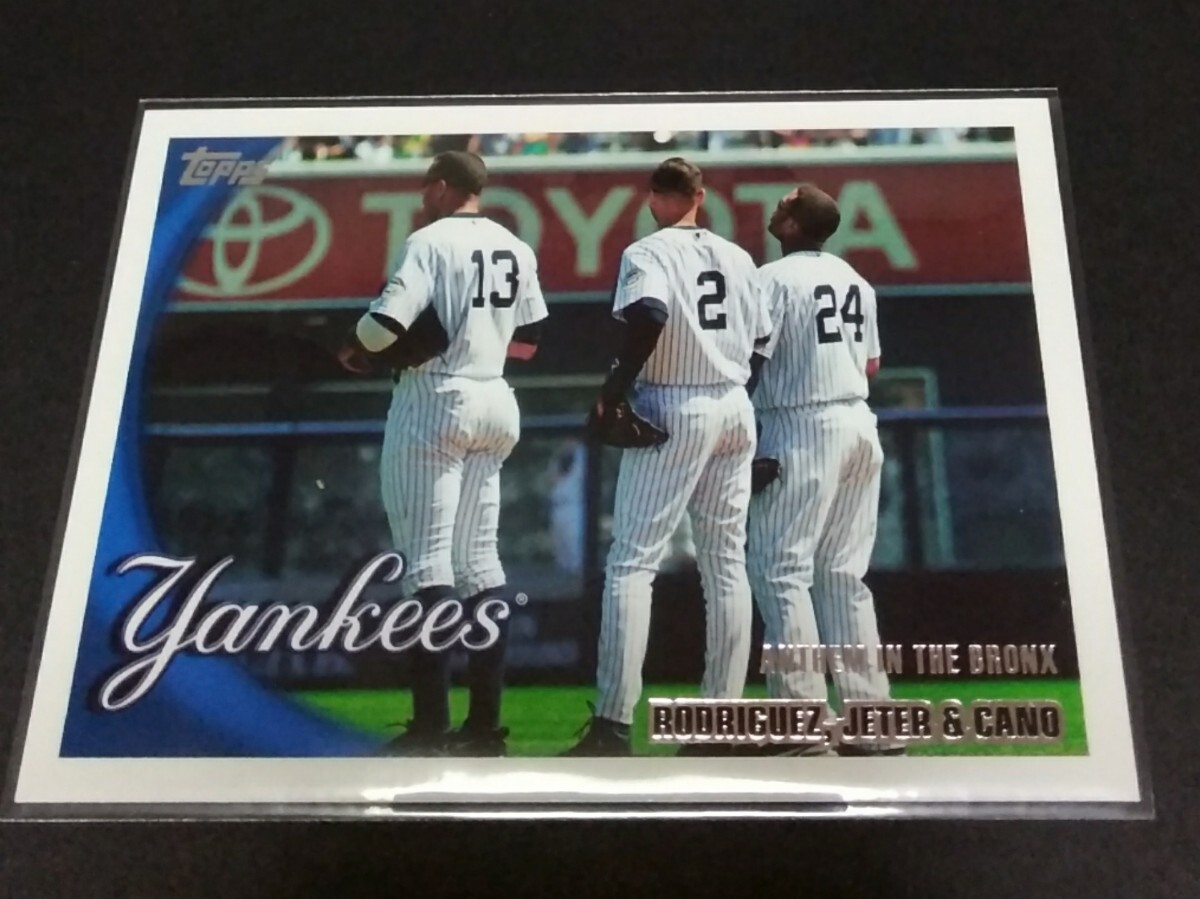 Topps
TOYOTA
13
2
24
Yankees®
ANTHEM IN THE BRONX
RODRIGUEZ, JETER & CANO